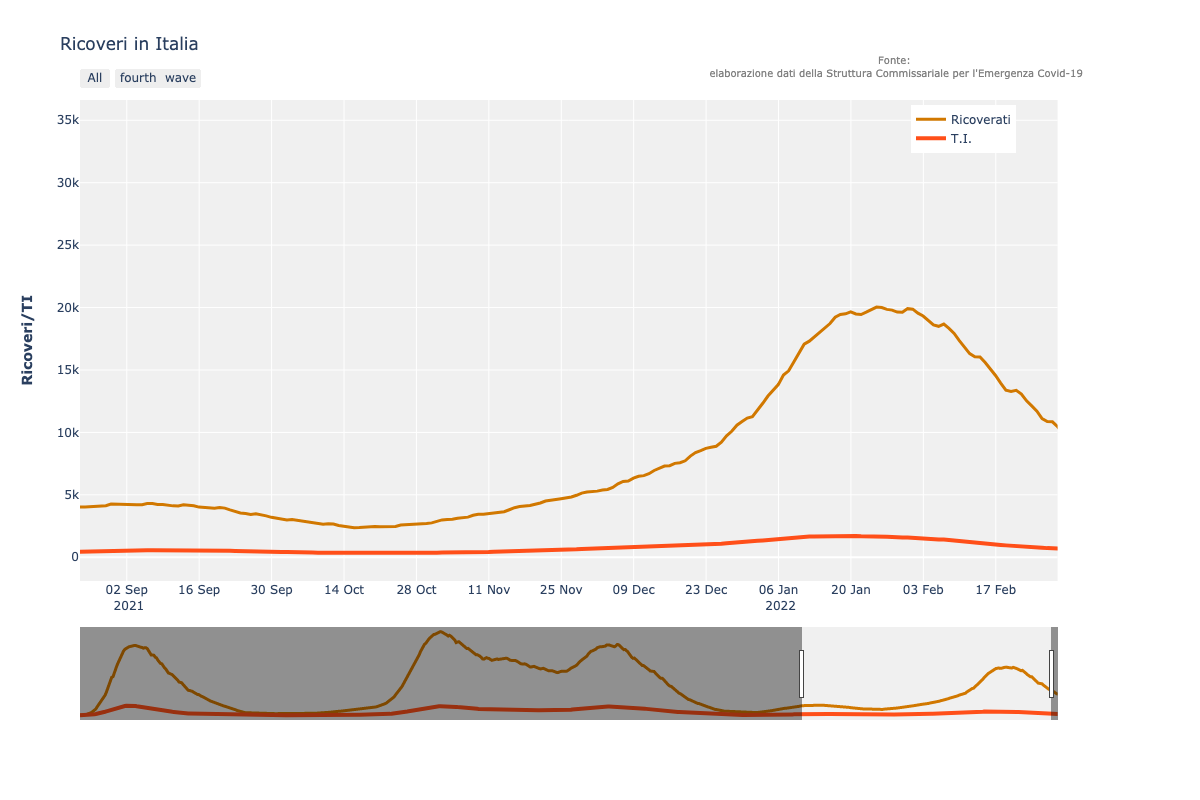 Ricoveri in Italia
All
fourth wave
Fonte:
elaborazione dati della Struttura Commissariale per l'Emergenza Covid-19
Ricoverati
T.I.
35k
30k
25k
20k
15k
10k
5k
0
Ricoveri/TI
02 Sep
2021
16 Sep
30 Sep
14 Oct
28 Oct
11 Nov
25 Nov
09 Dec
23 Dec
06 Jan
2022
20 Jan
03 Feb
17 Feb